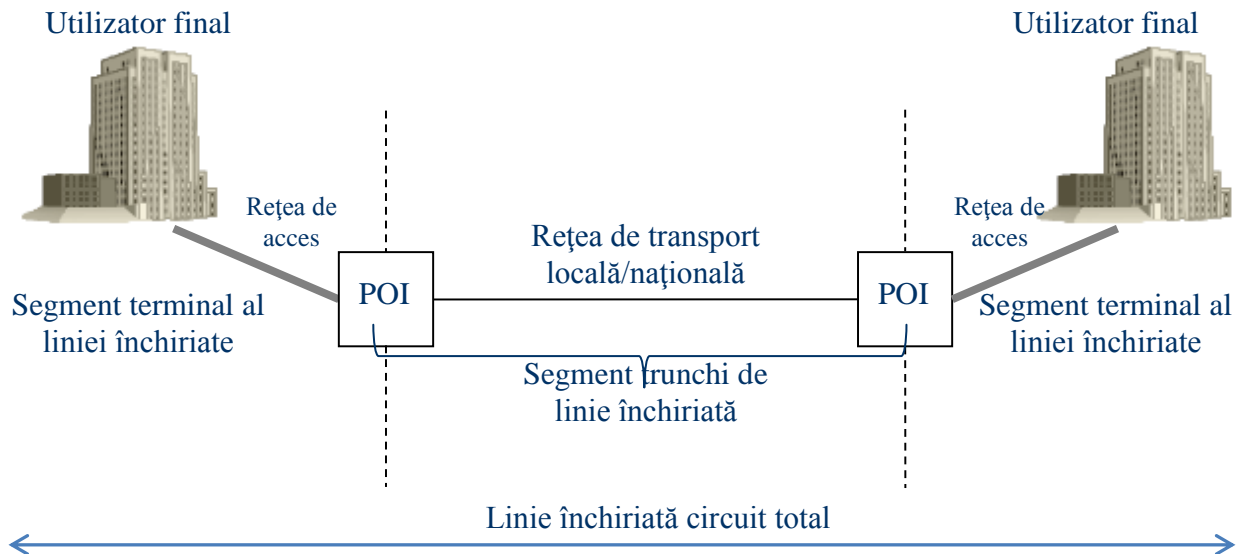 Utilizator final
Utilizator final
Reţea de
acces
Reţea de
acces
Reţea de transport
locală/naţională
POI
POI
Segment terminal al
liniei închiriate
Segment terminal al
liniei închiriate
Segment trunchi de
linie închiriată
Linie închiriată circuit total